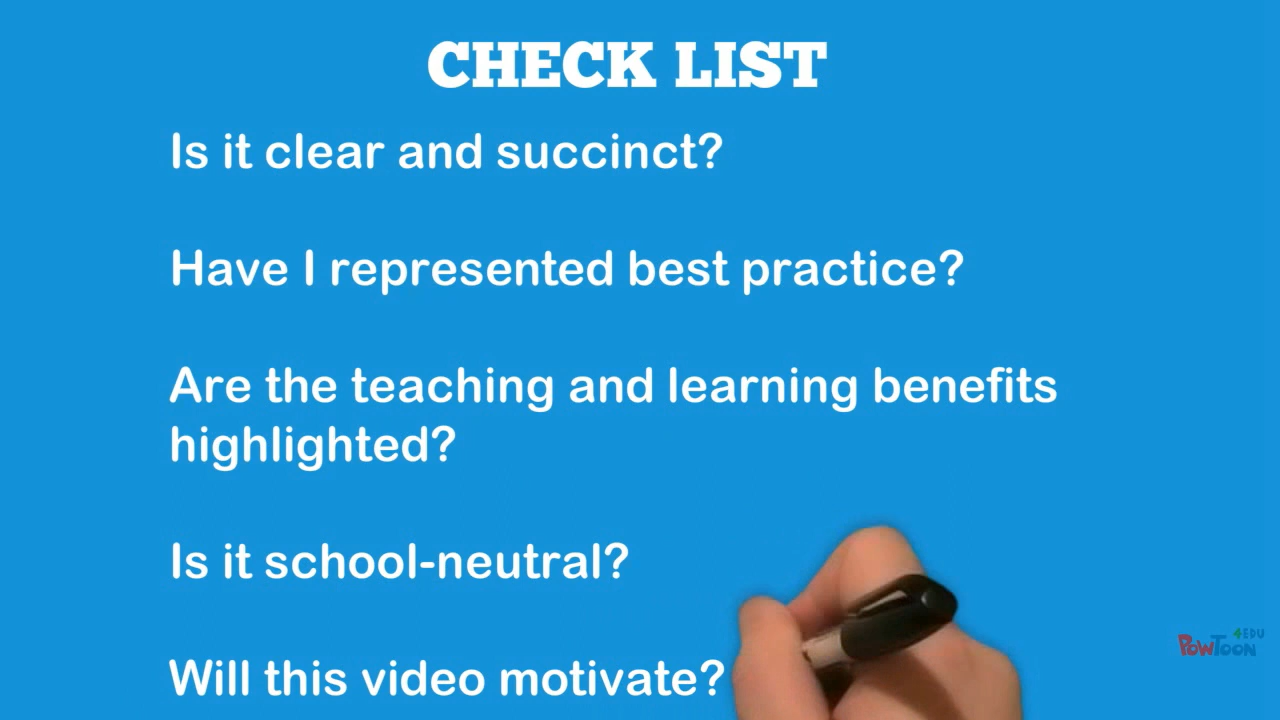 CHECK LIST
Is it clear and succinct?
Have I represented best practice?
Are the teaching and learning benefits
highlighted?
Is it school-neutral?
Will this video motivate?
4EDU
PowToon